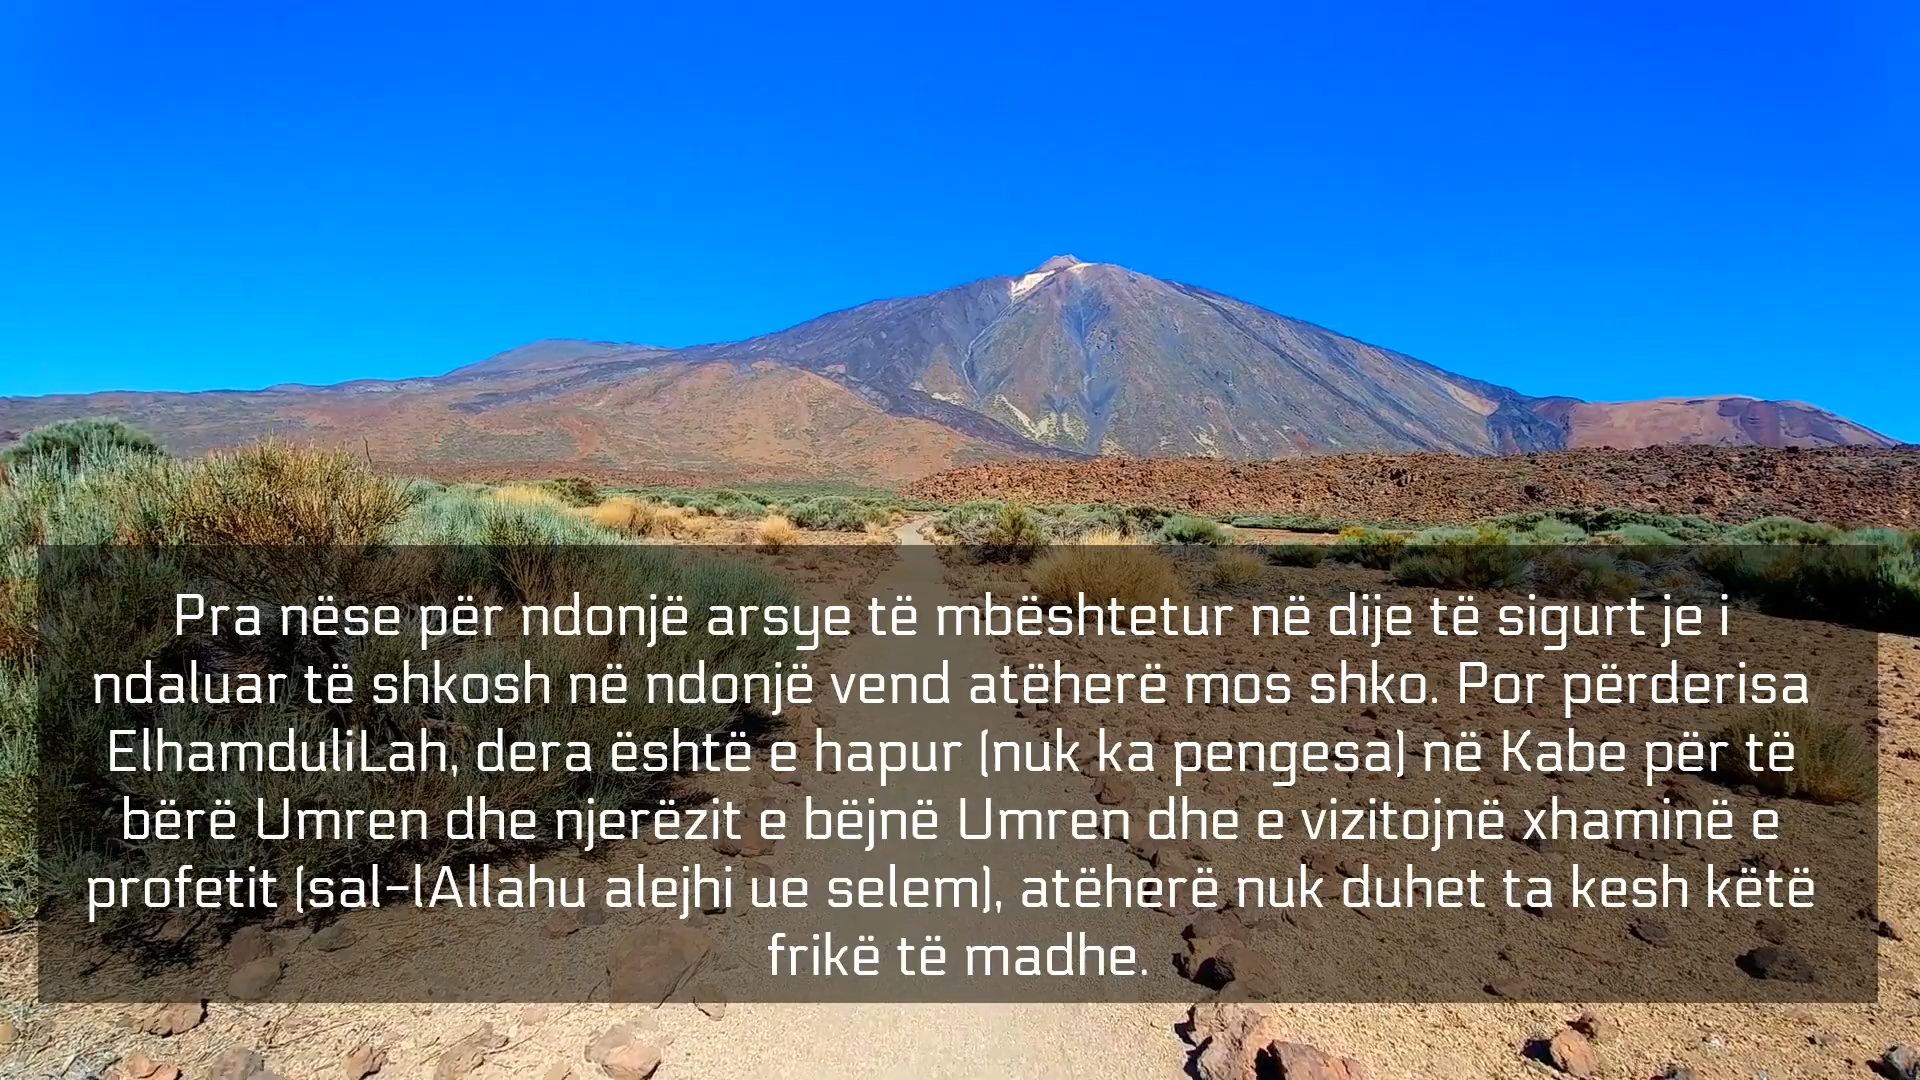 Pra nëse për ndonjë arsye të mbështetur në dije të sigurt je i
ndaluar të shkosh në ndonjë vend atëherë mos shko. Por përderisa
ElhamduliLah, dera është e hapur (nuk ka pengesa) në Kabe për të
bërë Umren dhe njerëzit e bëjnë Umren dhe e vizitojnë xhaminë e
profetit (sal-lAllahu alejhi ue selem), atëherë nuk duhet ta kesh këtë
frikë të madhe.